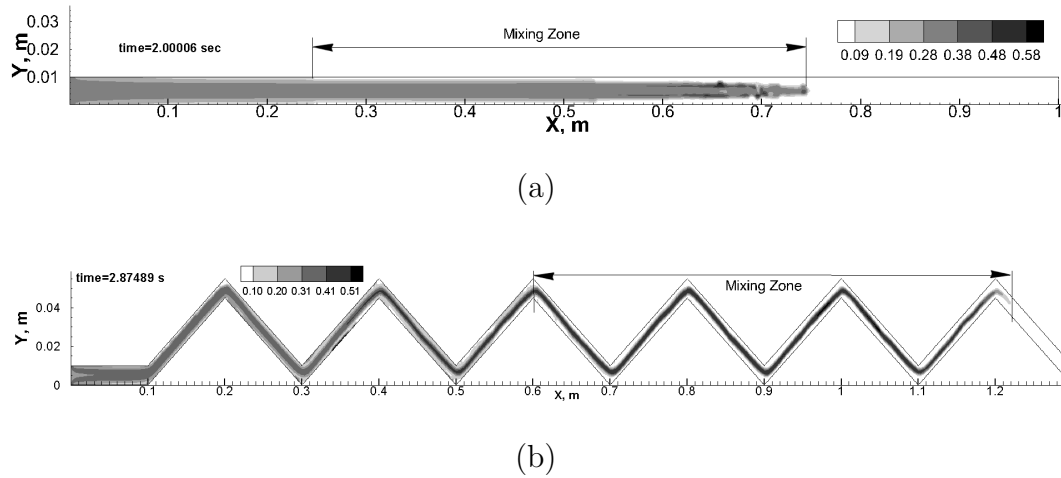 0.03
0.02
0.01
Y, m
time=2.00006 sec
Mixing Zone
0.09 0.19 0.28 0.38 0.48 0.58
0.1 0.2 0.3 0.4 0.5 0.6 0.7 0.8 0.9 1
X, m
(a)
time=2.87489 s
0.10 0.20 0.31 0.41 0.51
Mixing Zone
0.04
0.02
0
Y, m
0.1 0.2 0.3 0.4 0.5 0.6 0.7 0.8 0.9 1 1.1 1.2
X, m
(b)